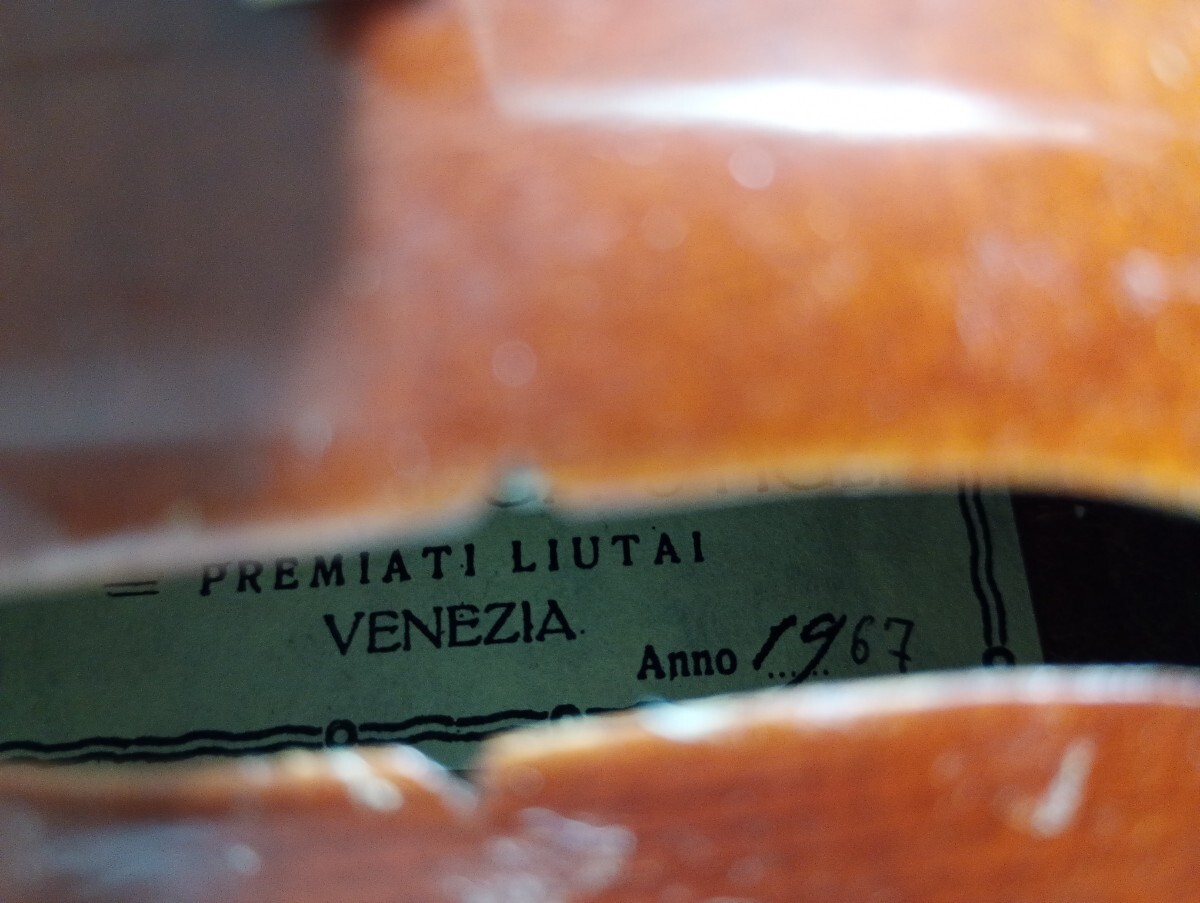 PREMIATI LIUTAI
VENEZIA
Anno 1967